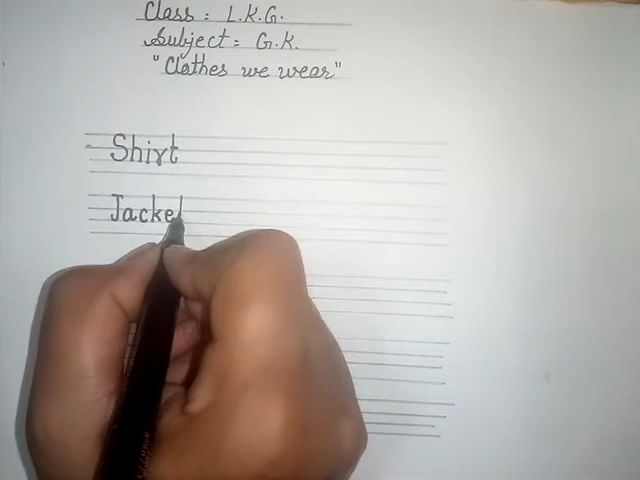 Class : L.K.G.
Subject = G.K.
"Clothes we wear"
Shirt
Jacket